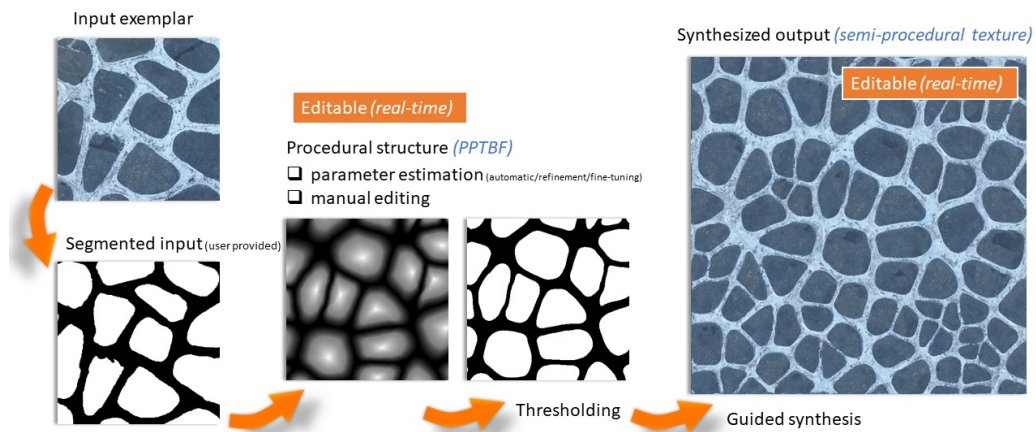 Input exemplar
Segmented input (user provided)
Editable (real-time)
Procedural structure (PPTBF)
❑ parameter estimation (automatic/refinement/fine-tuning)
❑ manual editing
Thresholding
Synthesized output (semi-procedural texture)
Editable (real-time)
Guided synthesis